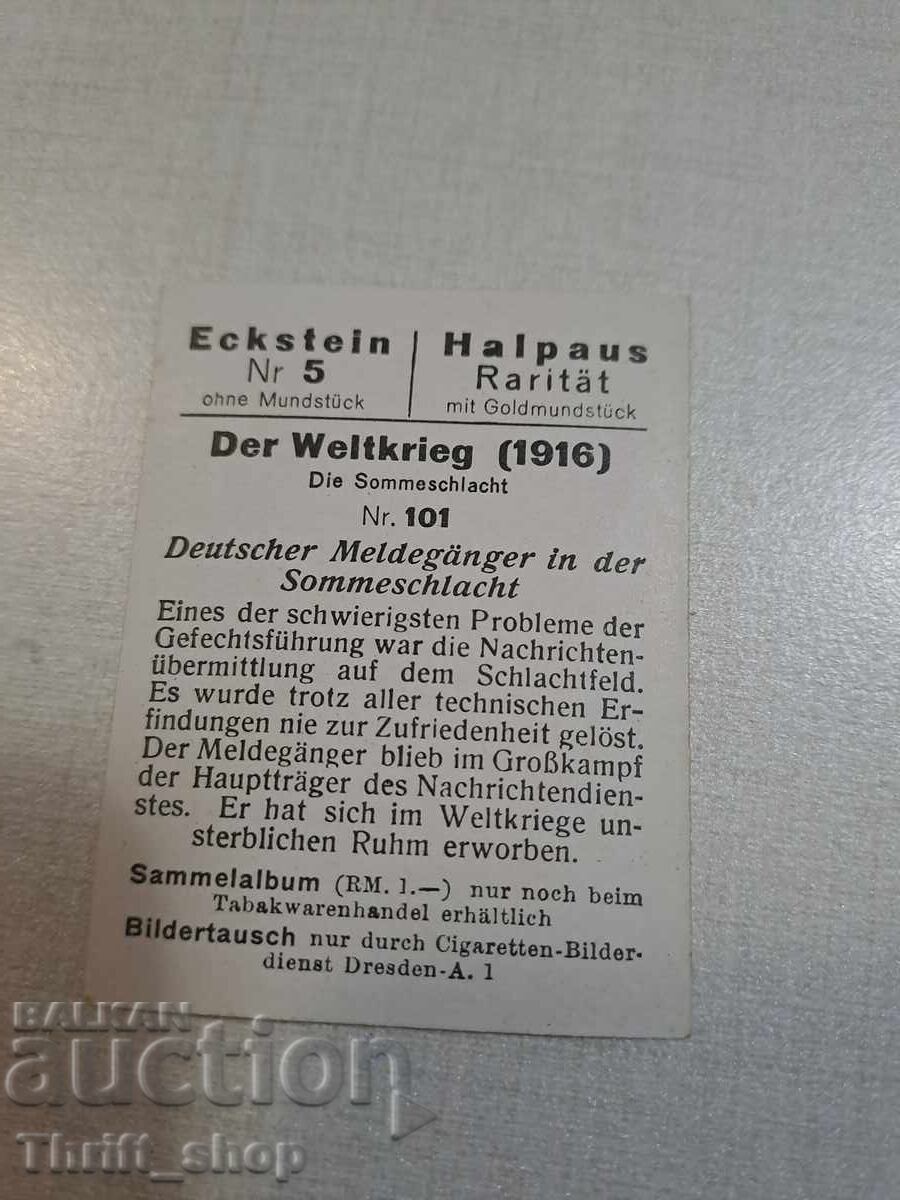 Eckstein
Nr 5
ohne Mundstück
Halpaus
Rarität
mit Goldmundstück
Der Weltkrieg (1916)
Die Sommeschlacht
Nr. 101
Deutscher Meldegänger in der
Sommeschlacht
Eines der schwierigsten Probleme der
Gefechtsführung war die Nachrichten-
übermittlung auf dem Schlachtfeld.
Es wurde trotz aller technischen Er-
findungen nie zur Zufriedenheit gelöst.
Der Meldegänger blieb im Großkampf
der Hauptträger des Nachrichtendien-
stes. Er hat sich im Weltkriege un-
sterblichen Ruhm erworben.
Sammelalbum (RM. 1.—) nur noch beim
Tabakwarenhandel erhältlich
Bildertausch nur durch Cigaretten-Bilder-
dienst Dresden-A. 1
BALKAN
auction
Thrift_shop